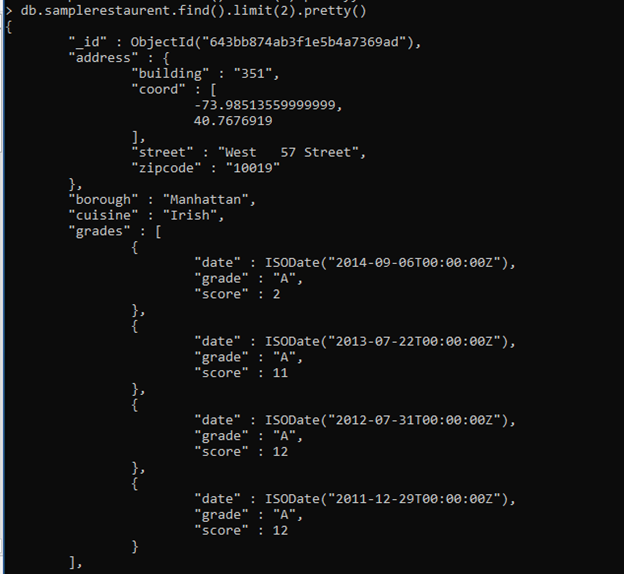 > db.samplerestaurent.find().limit(2).pretty()
{
"_id" : ObjectId("643bb874ab3f1e5b4a7369ad"),
"address" : {
"building" : "351",
"coord" : [
-73.98513559999999,
40.7676919
],
"street" : "West   57 Street",
"zipcode" : "10019"
},
"borough" : "Manhattan",
"cuisine" : "Irish",
"grades" : [
{
"date" : ISODate("2014-09-06T00:00:00Z"),
"grade" : "A",
"score" : 2
},
{
"date" : ISODate("2013-07-22T00:00:00Z"),
"grade" : "A",
"score" : 11
},
{
"date" : ISODate("2012-07-31T00:00:00Z"),
"grade" : "A",
"score" : 12
},
{
"date" : ISODate("2011-12-29T00:00:00Z"),
"grade" : "A",
"score" : 12
}
],